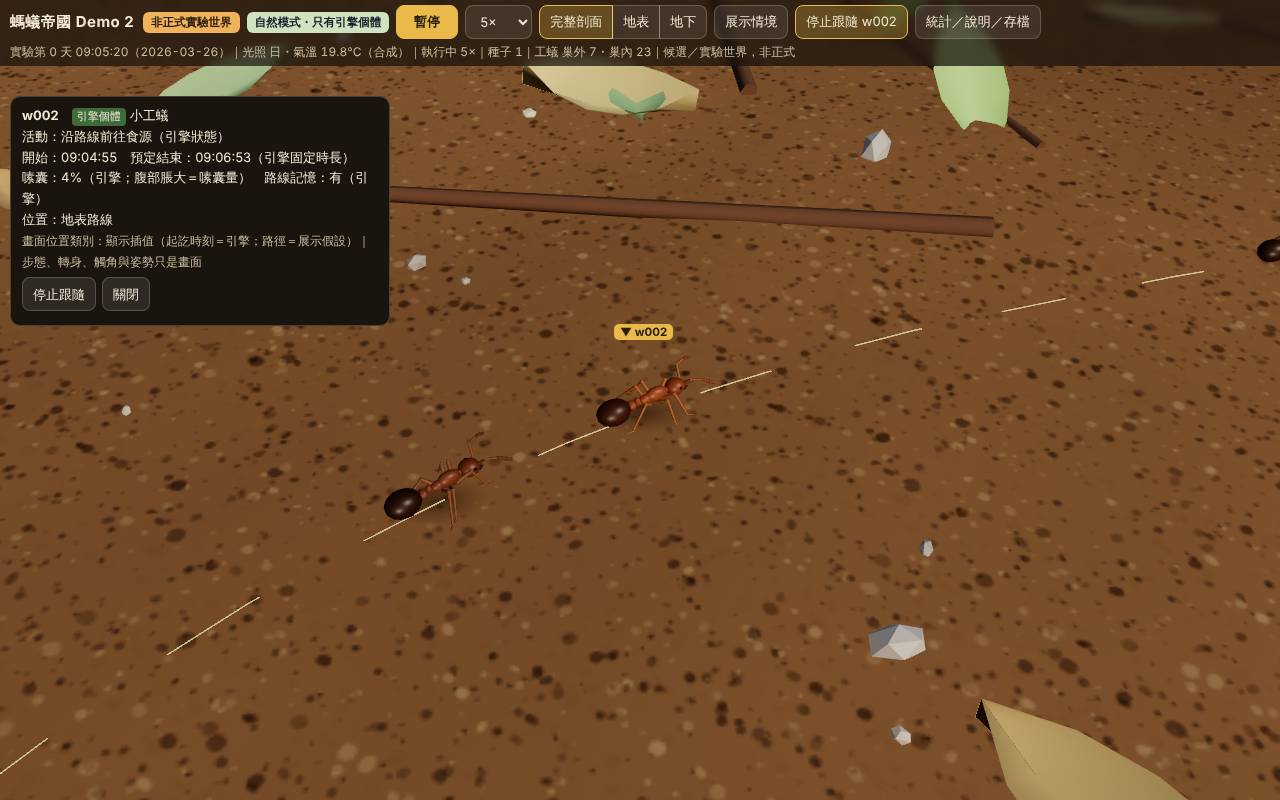 螞蟻帝國 Demo 2 非正式實驗世界 自然模式・只有引擎個體 暫停 5× 完整剖面 地表 地下 展示情境 停止跟隨 w002 統計／說明／存檔
實驗第 0 天 09:05:20（2026-03-26）｜光照 日・氣溫 19.8°C（合成）｜執行中 5×｜種子 1｜工蟻 巢外 7・巢內 23｜候選／實驗世界，非正式
w002 引擎個體 小工蟻
活動：沿路線前往食源（引擎狀態）
開始：09:04:55 預定結束：09:06:53（引擎固定時長）
嗉囊：4%（引擎；腹部脹大＝嗉囊量） 路線記憶：有（引
擎）
位置：地表路線
畫面位置類別：顯示插值（起訖時刻＝引擎；路徑＝展示假設）｜
步態、轉身、觸角與姿勢只是畫面
停止跟隨 關閉
▼ w002